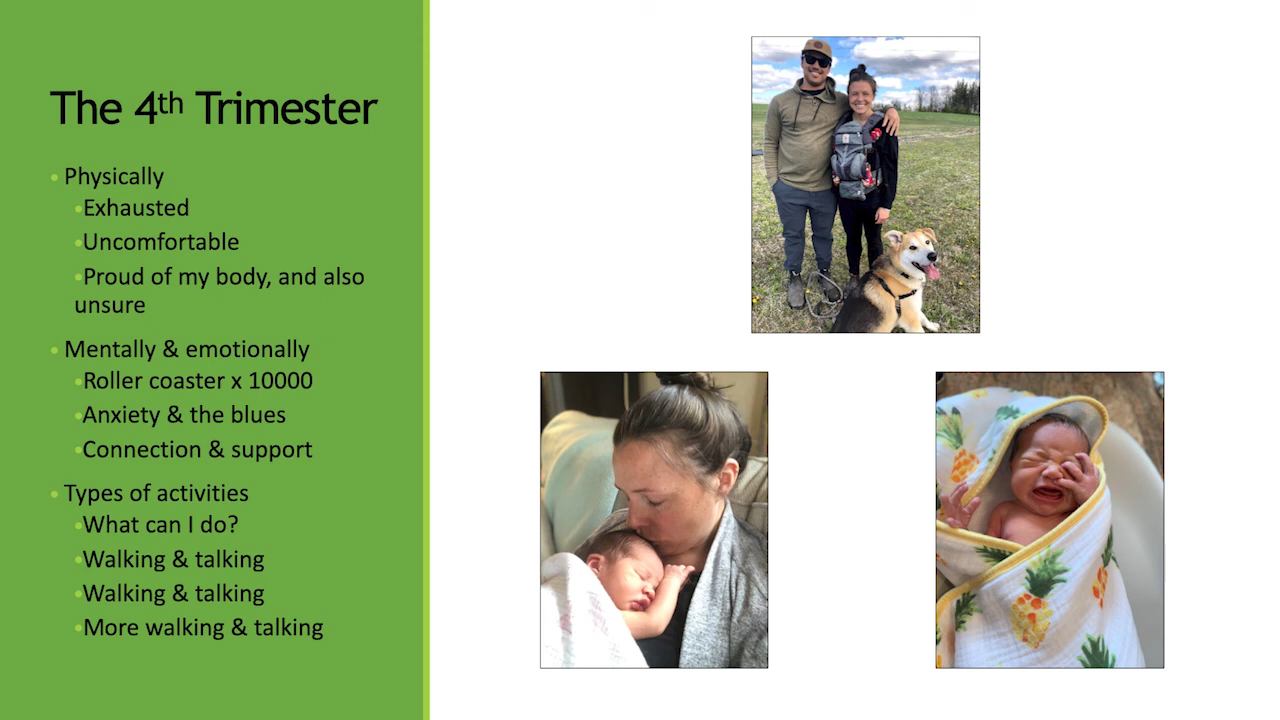 The 4th Trimester
• Physically
•Exhausted
•Uncomfortable
•Proud of my body, and also
unsure
• Mentally & emotionally
•Roller coaster x 10000
•Anxiety & the blues
•Connection & support
• Types of activities
•What can I do?
•Walking & talking
•Walking & talking
•More walking & talking